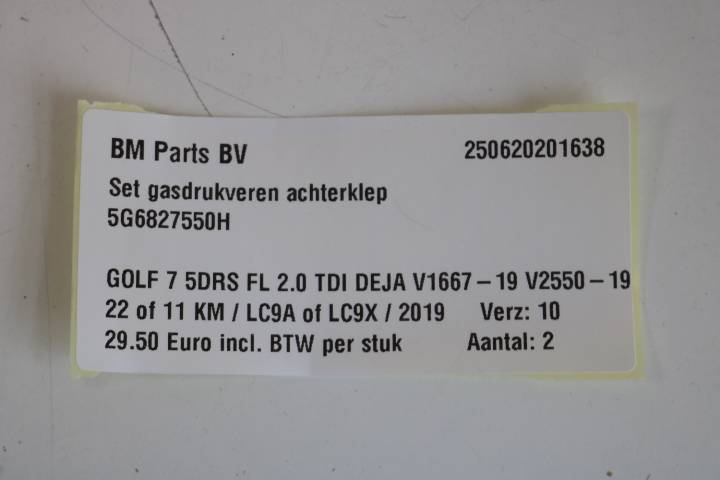 BM Parts BV 250620201638
Set gasdrukveren achterklep
5G6827550H
GOLF 7 5DRS FL 2.0 TDI DEJA V1667 – 19 V2550 – 19
22 of 11 KM / LC9A of LC9X / 2019 Verz: 10
29.50 Euro incl. BTW per stuk Aantal: 2